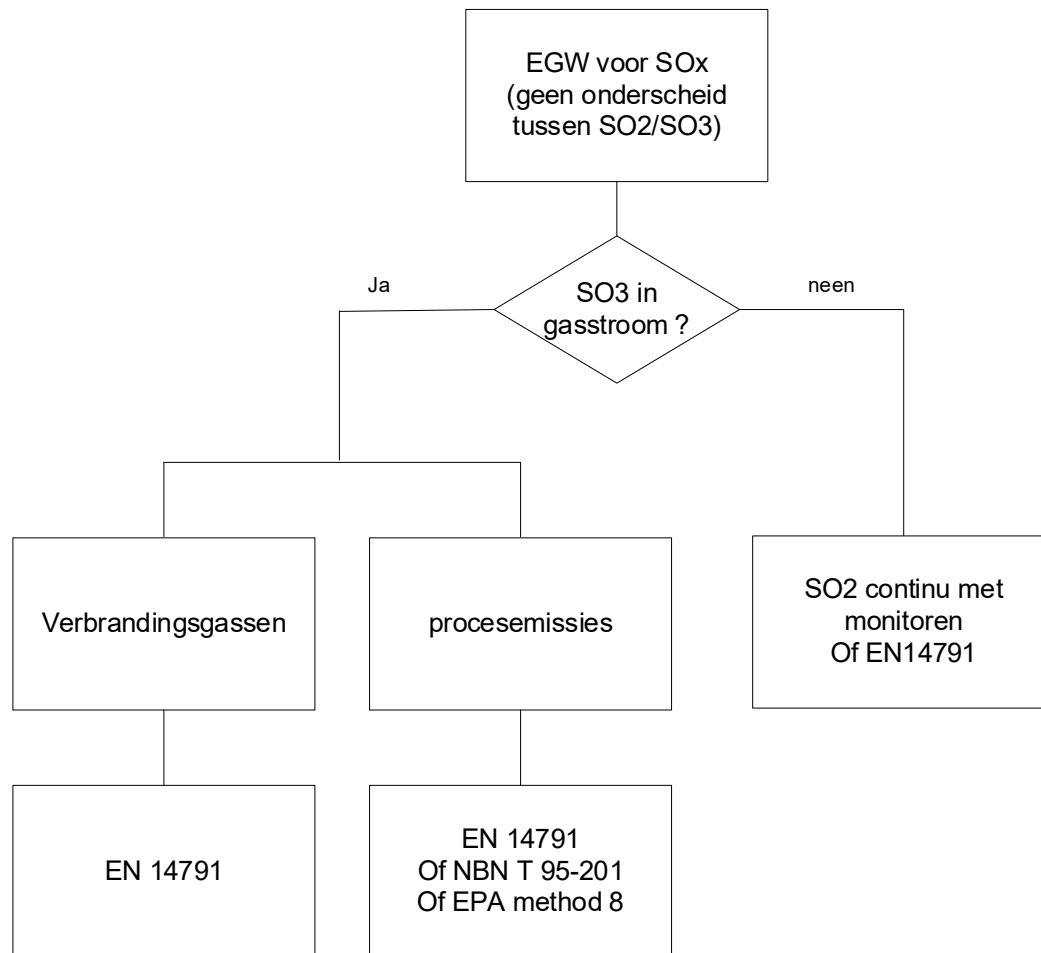 EGW voor SOx
(geen onderscheid
tussen SO2/SO3)
Ja
neen
SO3 in
gasstroom ?
Verbrandingsgassen
procesemissies
SO2 continu met
monitoren
Of EN14791
EN 14791
EN 14791
Of NBN T 95-201
Of EPA method 8